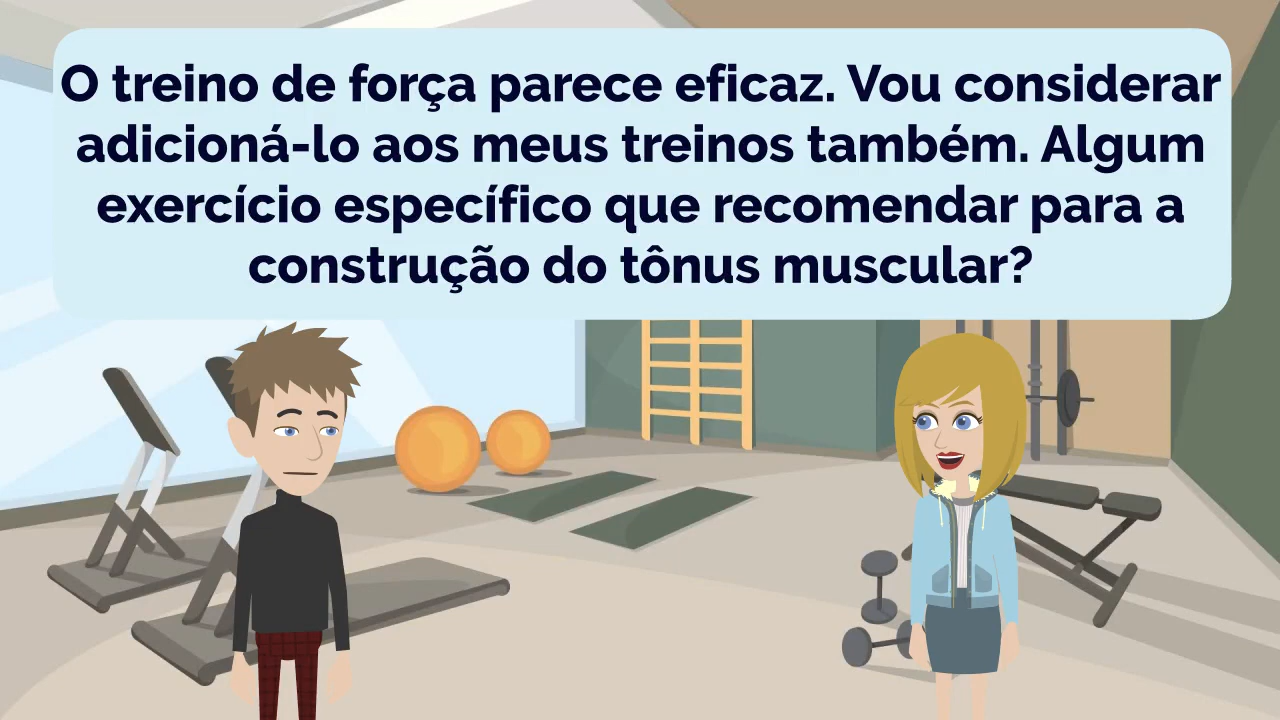 O treino de força parece eficaz. Vou considerar
adicioná-lo aos meus treinos também. Algum
exercício específico que recomendar para a
construção do tônus muscular?